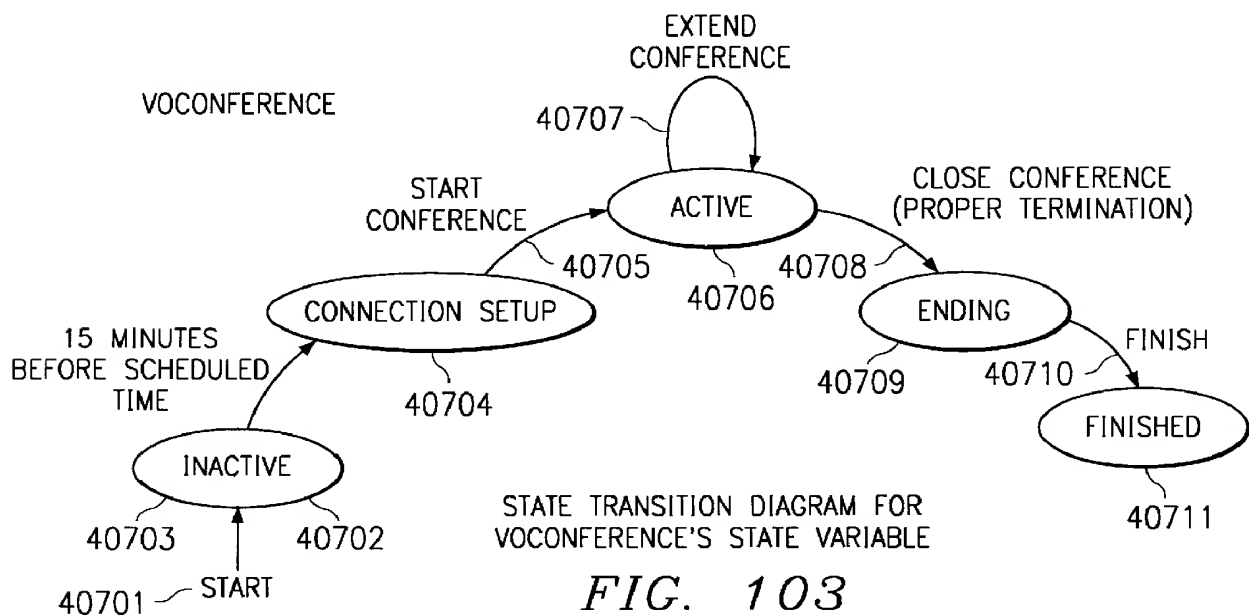 EXTEND
CONFERENCE
VOCONFERENCE
40707
START
CONFERENCE
ACTIVE
CLOSE CONFERENCE
(PROPER TERMINATION)
40705
40708
40706
CONNECTION SETUP
ENDING
15 MINUTES
BEFORE SCHEDULED
TIME
40704
40709
40710
FINISH
INACTIVE
FINISHED
40703
40702
40711
STATE TRANSITION DIAGRAM FOR
VOCONFERENCE'S STATE VARIABLE
40701
START
FIG. 103